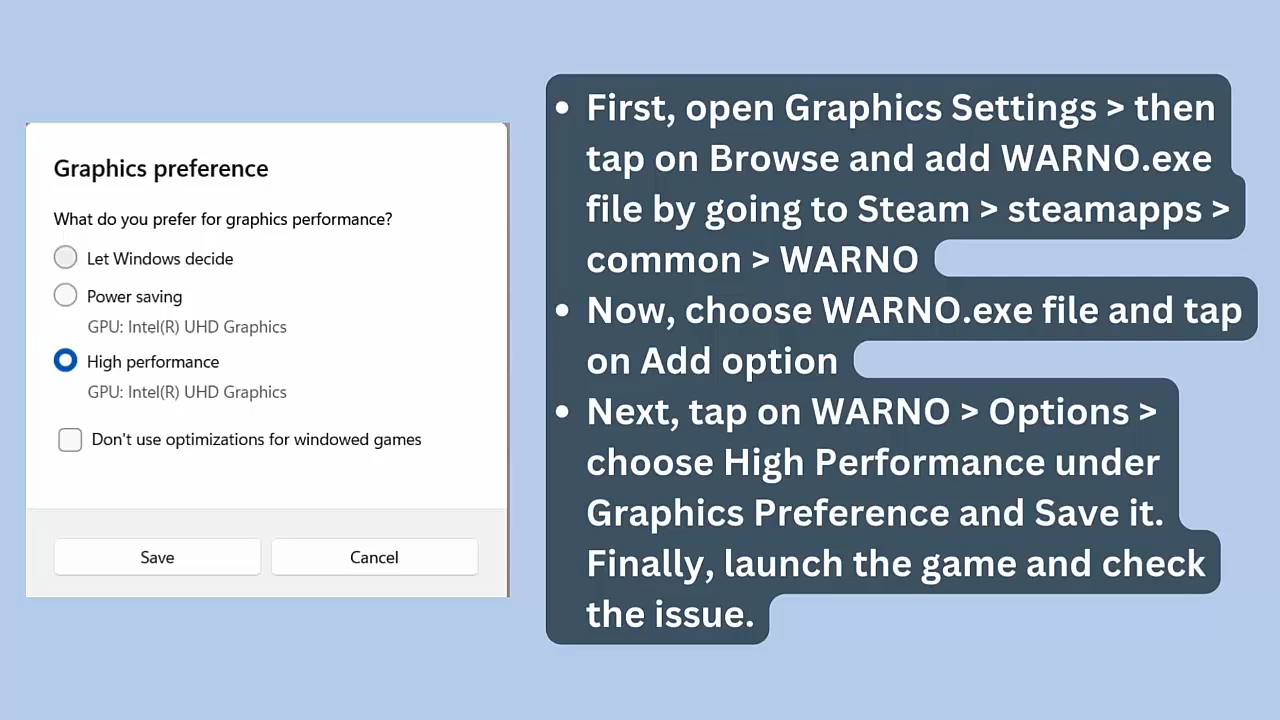 Graphics preference
What do you prefer for graphics performance?
Let Windows decide
Power saving
GPU: Intel(R) UHD Graphics
High performance
GPU: Intel(R) UHD Graphics
Don't use optimizations for windowed games
Save
Cancel
• First, open Graphics Settings > then
tap on Browse and add WARNO.exe
file by going to Steam > steamapps >
common > WARNO
• Now, choose WARNO.exe file and tap
on Add option
• Next, tap on WARNO > Options >
choose High Performance under
Graphics Preference and Save it.
Finally, launch the game and check
the issue.